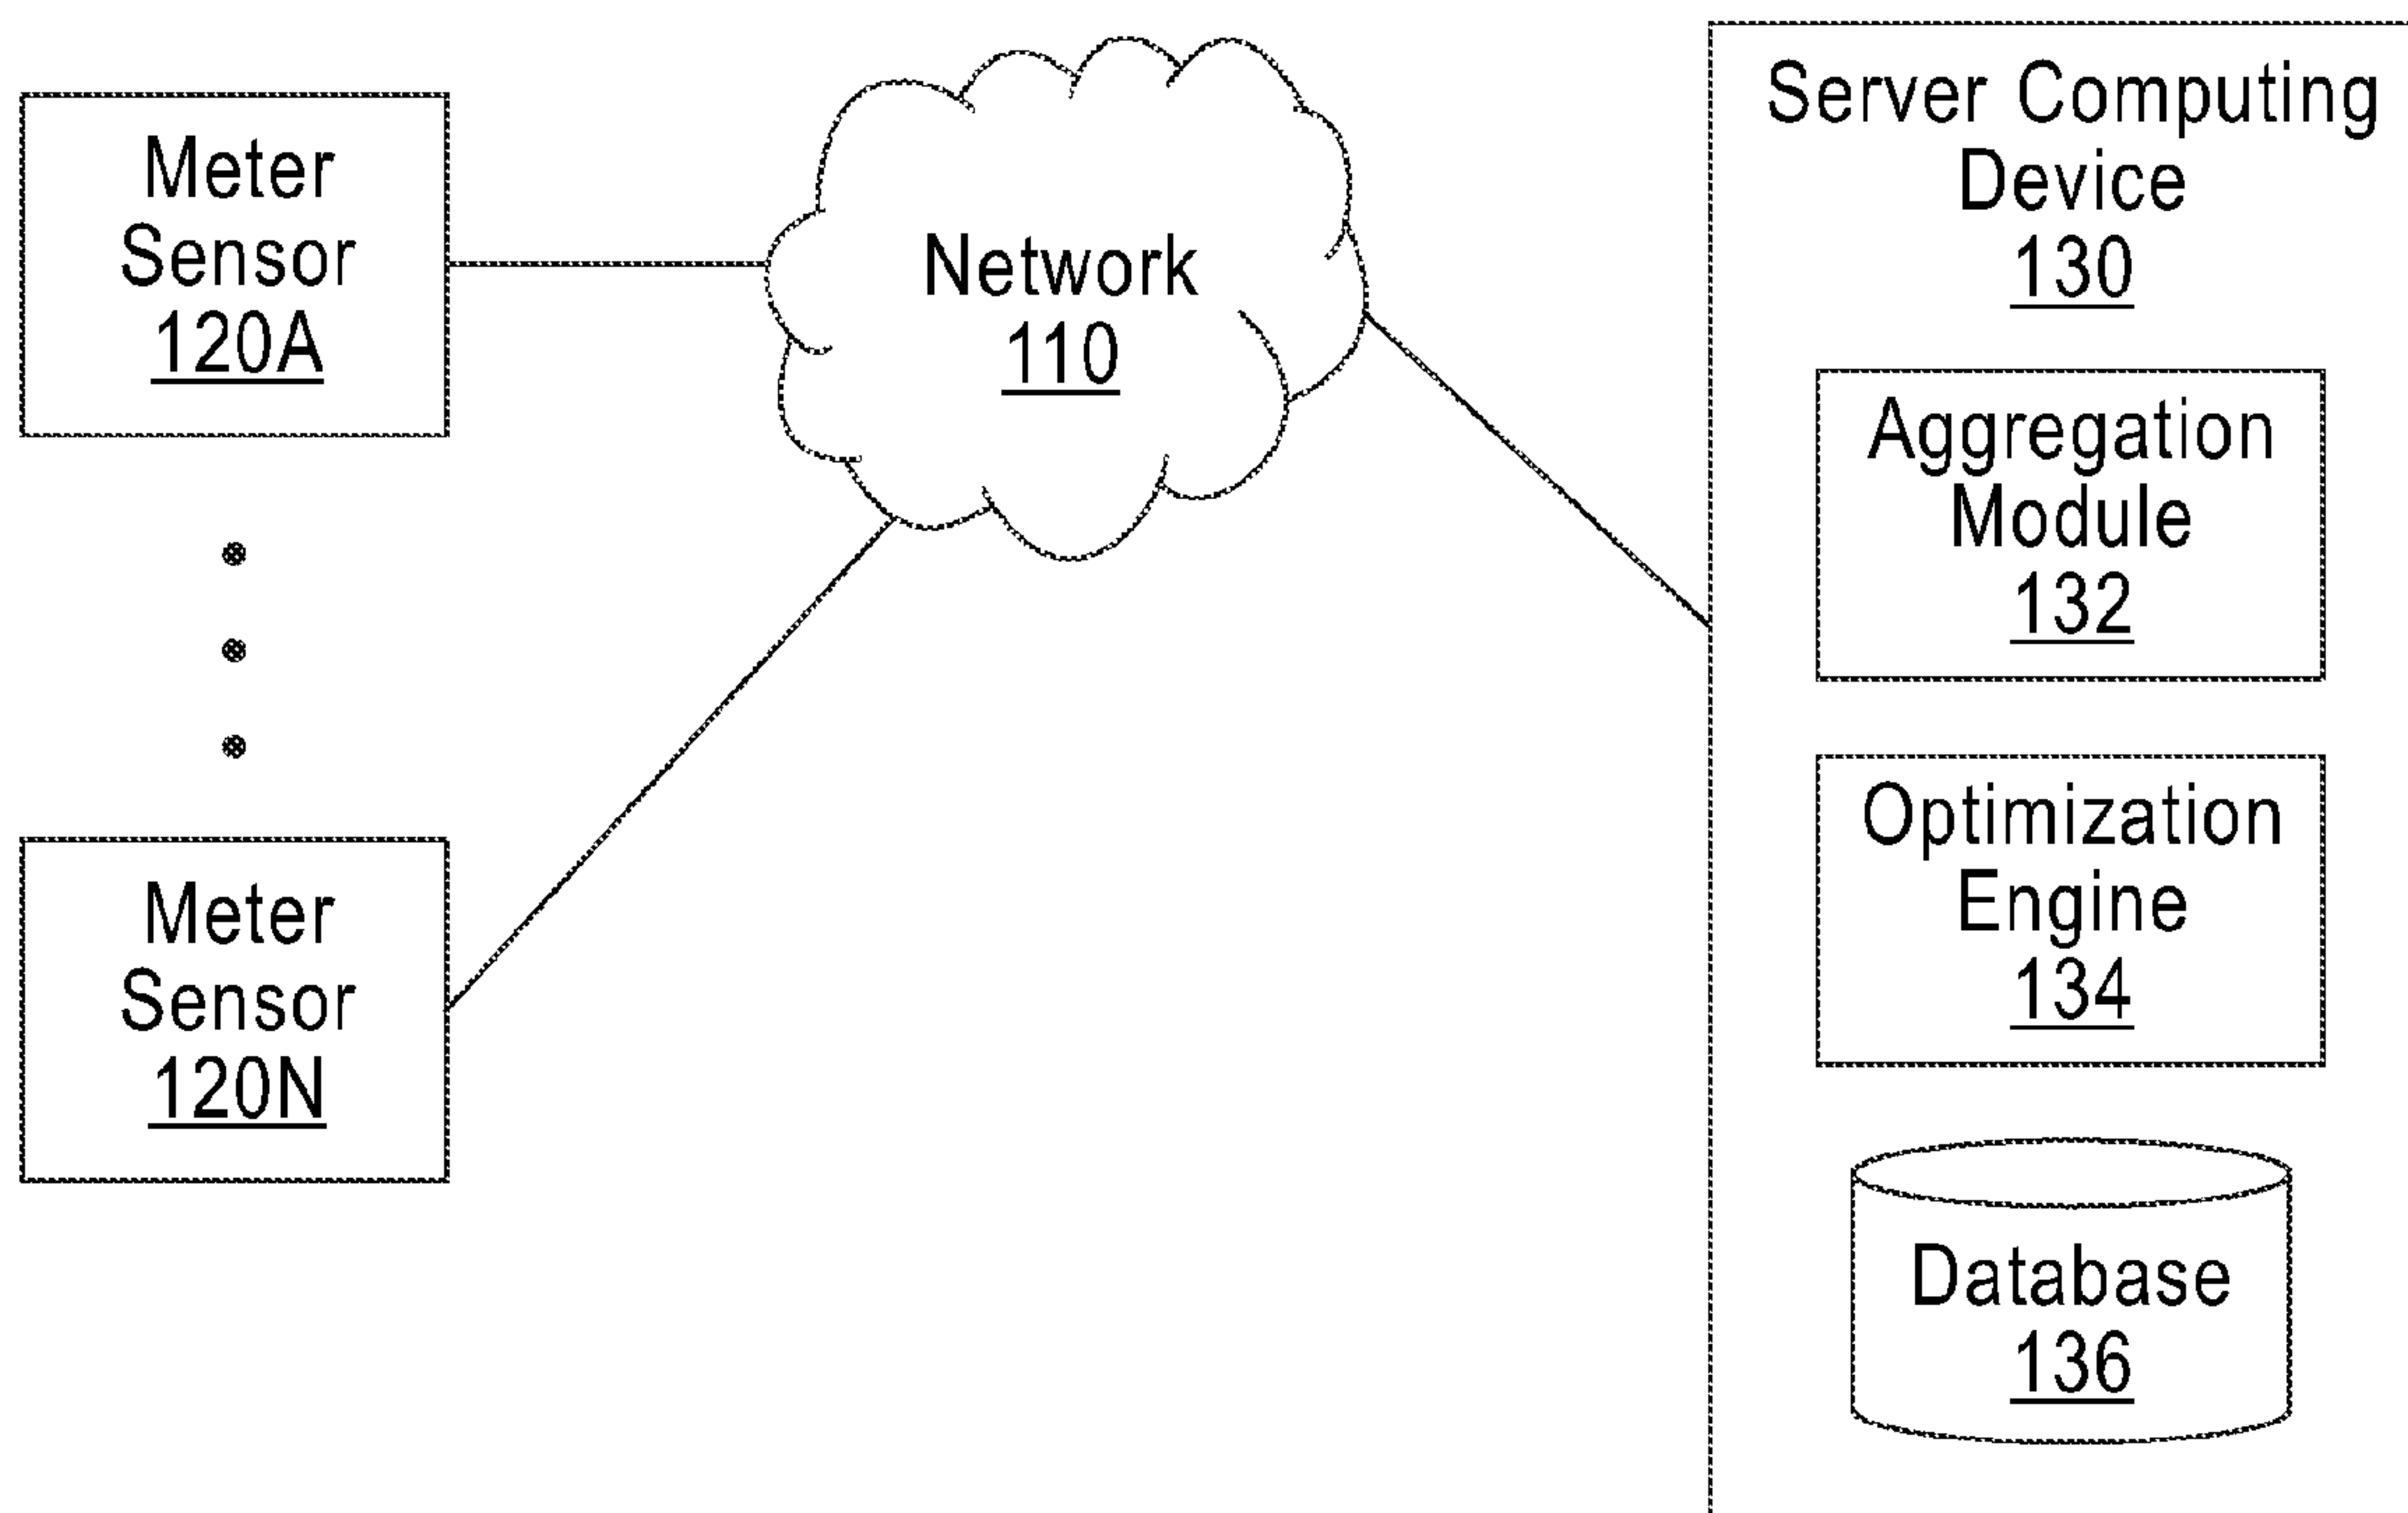 Meter
Sensor
120A
Meter
Sensor
120N
Network
110
Server Computing
Device
130
Aggregation
Module
132
Optimization
Engine
134
Database
136